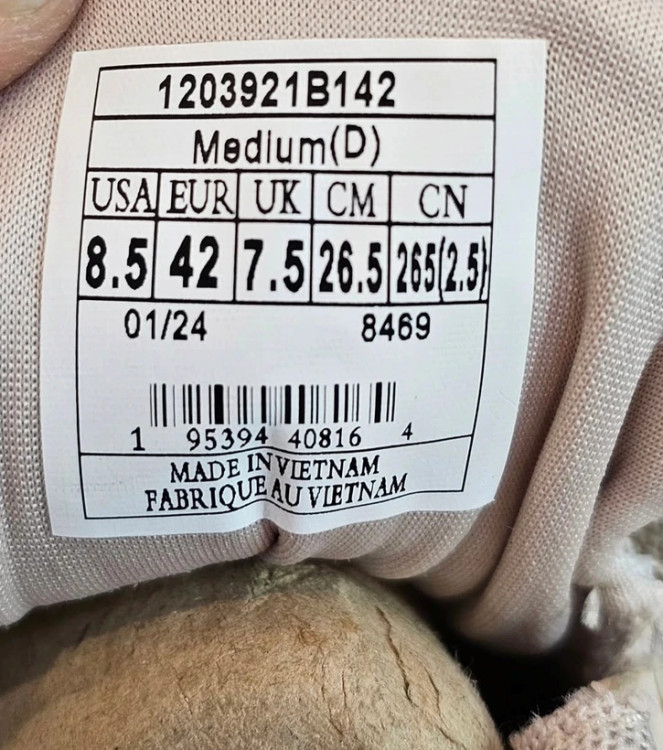 1203921B142
Medium(D)
USA EUR UK CM CN
8.5 42 7.5 26.5 265(2.5)
01/24 8469
1 95394 40816 4
MADE IN VIETNAM
FABRIQUE AU VIETNAM